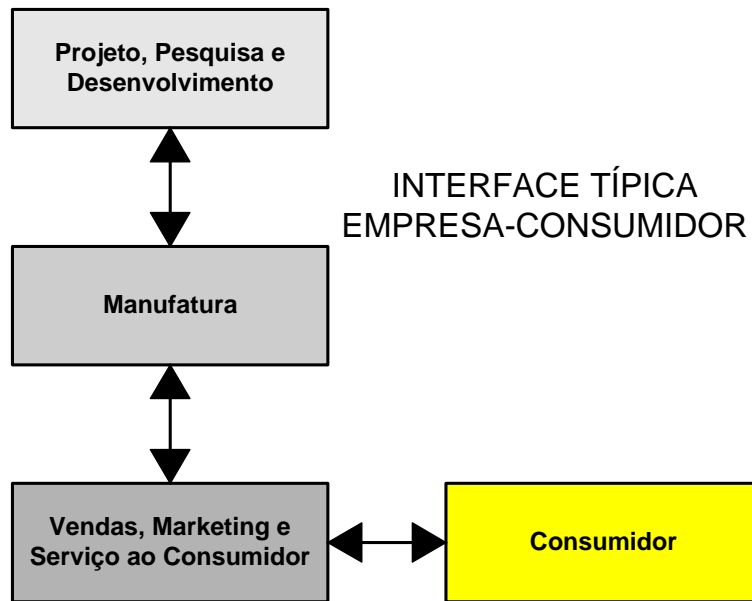 Projeto, Pesquisa e
Desenvolvimento
INTERFACE TÍPICA
EMPRESA-CONSUMIDOR
Manufatura
Vendas, Marketing e
Serviço ao Consumidor
Consumidor